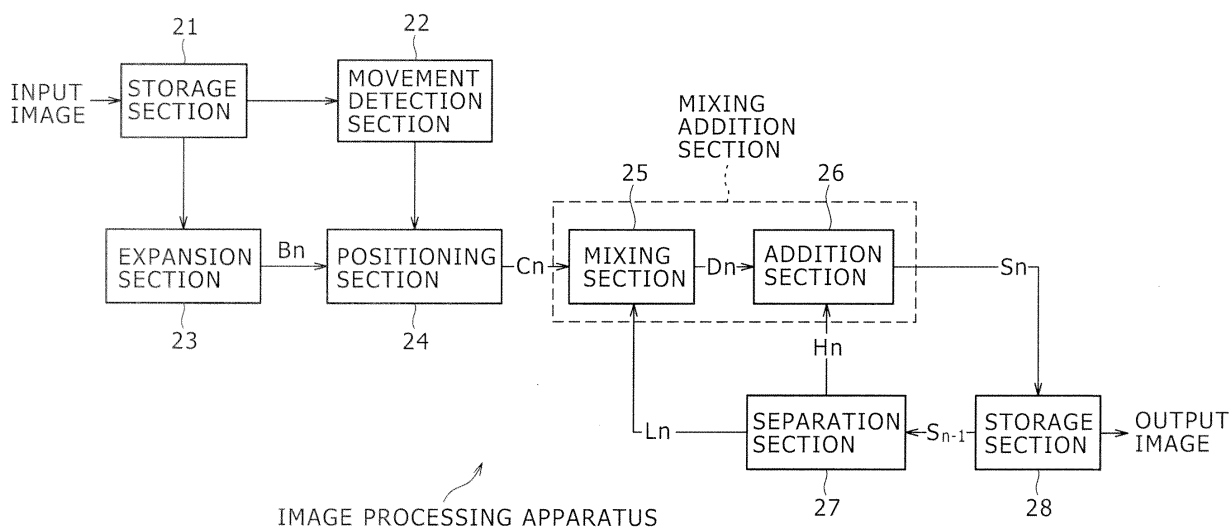 21
22
INPUT
IMAGE
STORAGE
SECTION
MOVEMENT
DETECTION
SECTION
MIXING
ADDITION
SECTION
25
26
EXPANSION
SECTION
Bn
POSITIONING
SECTION
Cn
MIXING
SECTION
Dn
ADDITION
SECTION
Sn
23
24
Hn
Ln
SEPARATION
SECTION
Sn-1
STORAGE
SECTION
OUTPUT
IMAGE
27
28
IMAGE PROCESSING APPARATUS